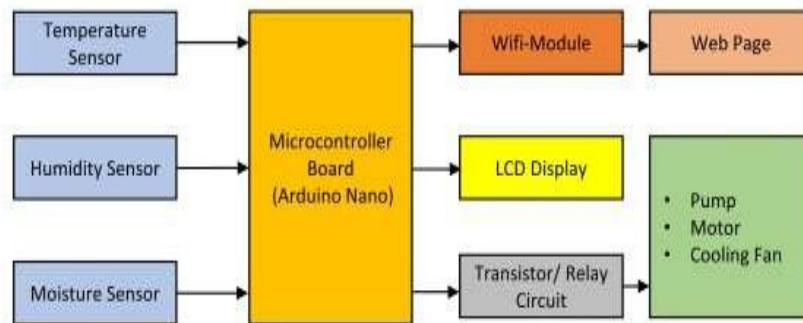 Temperature
Sensor
Wifi-Module
Web Page
Humidity Sensor
Microcontroller
Board
(Arduino Nano)
LCD Display
• Pump
• Motor
• Cooling Fan
Moisture Sensor
Transistor/ Relay
Circuit